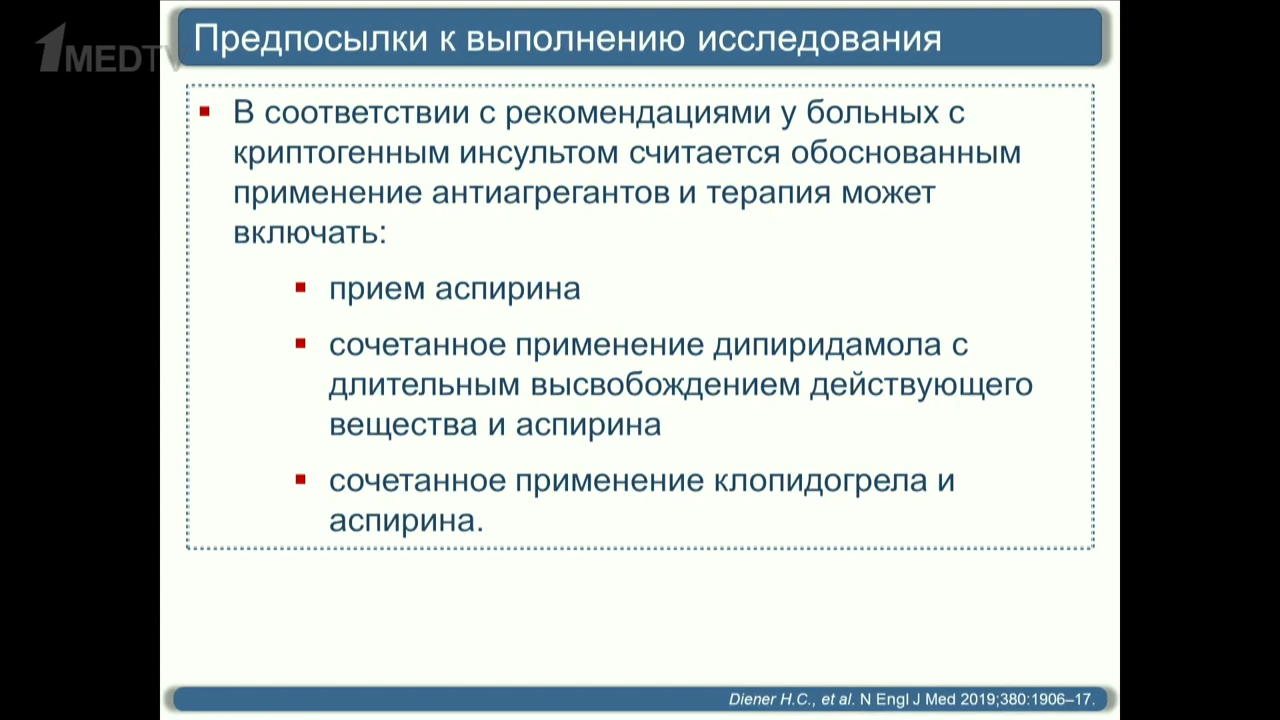 1MEDTV
Предпосылки к выполнению исследования
В соответствии с рекомендациями у больных с
криптогенным инсультом считается обоснованным
применение антиагрегантов и терапия может
включать:
прием аспирина
сочетанное применение дипиридамола с
длительным высвобождением действующего
вещества и аспирина
сочетанное применение клопидогрела и
аспирина.
Diener H.C., et al. N Engl J Med 2019;380:1906–17.